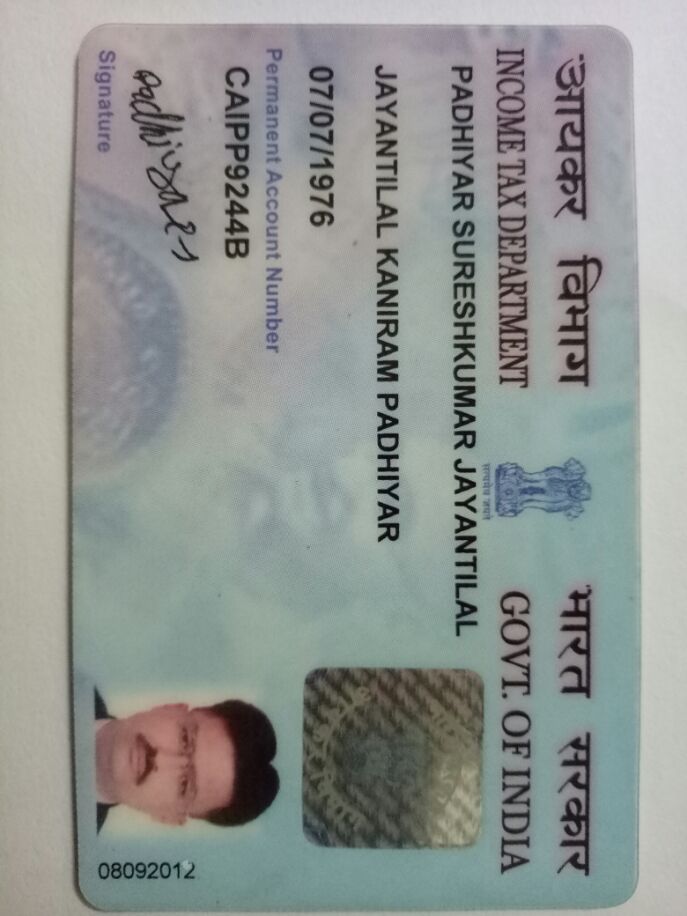 आयकर विभाग
INCOME TAX DEPARTMENT
भारत सरकार
GOVT. OF INDIA
सत्यमेव जयते
PADHIYAR SURESHKUMAR JAYANTILAL
JAYANTILAL KANIRAM PADHIYAR
07/07/1976
Permanent Account Number
CAIPP9244B
Signature
08092012